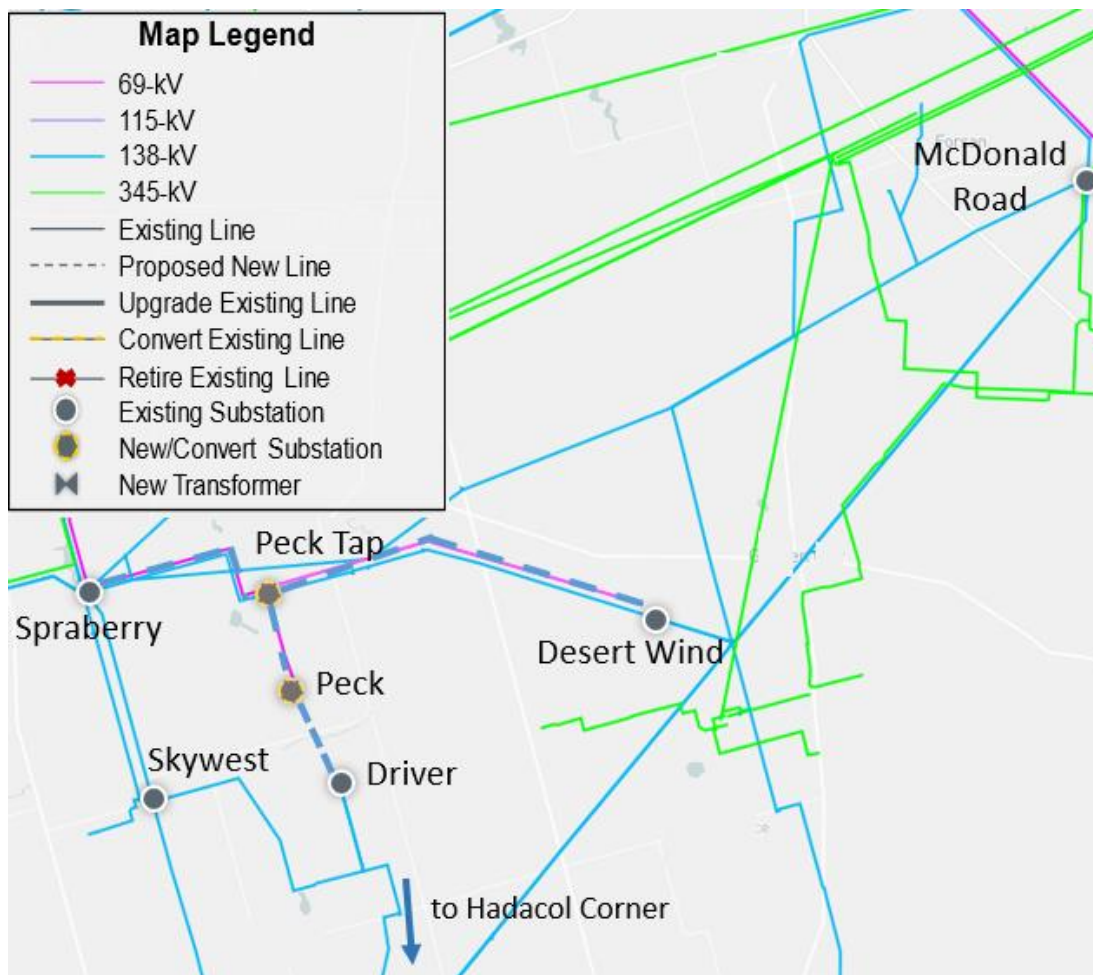 Map Legend
69-kV
115-kV
138-kV
345-kV
Existing Line
Proposed New Line
Upgrade Existing Line
Convert Existing Line
Retire Existing Line
Existing Substation
New/Convert Substation
New Transformer
Forsan
McDonald
Road
Peck Tap
Spraberry
Desert Wind
Peck
Skywest
Driver
to Hadacol Corner